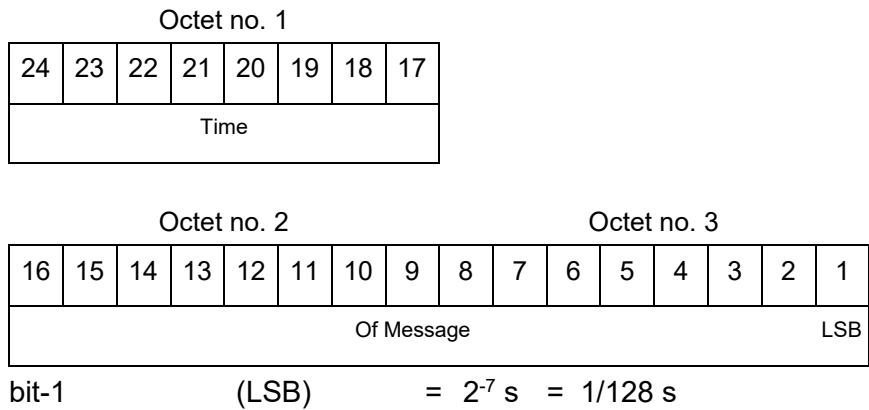 Octet no. 1
24 23 22 21 20 19 18 17
Time
Octet no. 2 Octet no. 3
16 15 14 13 12 11 10 9 8 7 6 5 4 3 2 1
Of Message LSB
bit-1 (LSB) = 2⁻⁷ s = 1/128 s